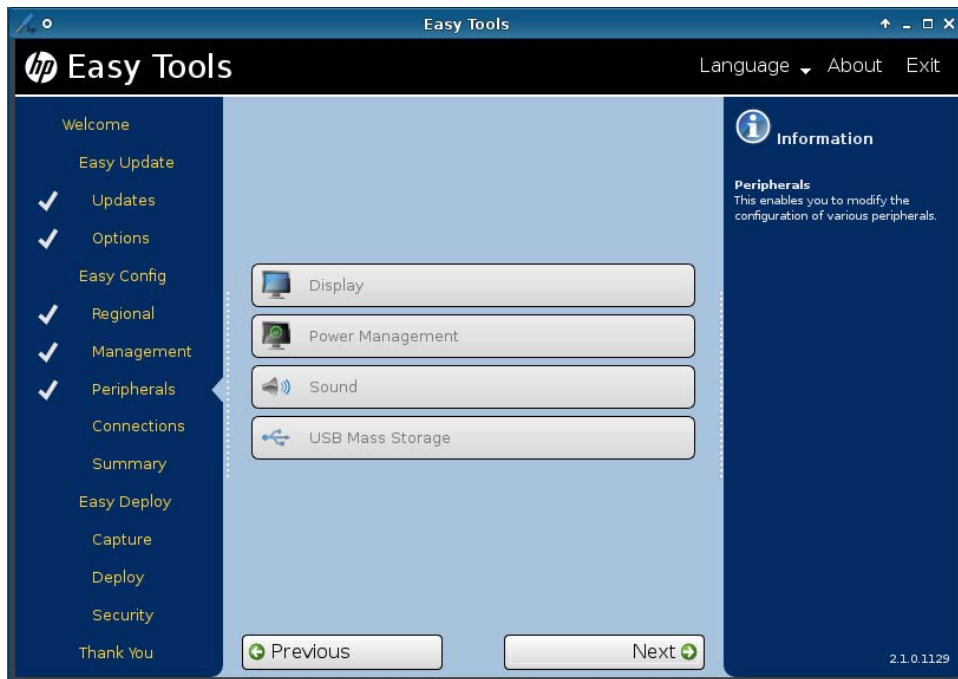 Easy Tools
hp Easy Tools
Language About Exit
Welcome
Easy Update
Updates
Options
Easy Config
Regional
Management
Peripherals
Connections
Summary
Easy Deploy
Capture
Deploy
Security
Thank You
Display
Power Management
Sound
USB Mass Storage
Previous
Next
Information
Peripherals
This enables you to modify the
configuration of various peripherals.
2.1.0.1129